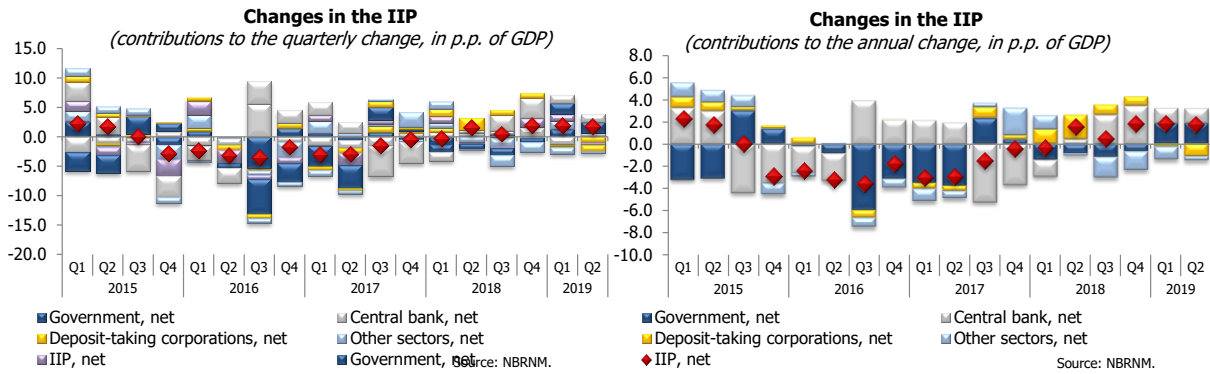 Changes in the IIP
(contributions to the quarterly change, in p.p. of GDP)
15.0
10.0
5.0
0.0
-5.0
-10.0
-15.0
-20.0
Q1 Q2 Q3 Q4 Q1 Q2 Q3 Q4 Q1 Q2 Q3 Q4 Q1 Q2 Q3 Q4 Q1 Q2
2015 2016 2017 2018 2019
Government, net Central bank, net
Deposit-taking corporations, net Other sectors, net
IIP, net Government, net
Source: NBRNM.
Changes in the IIP
(contributions to the annual change, in p.p. of GDP)
8.0
6.0
4.0
2.0
0.0
-2.0
-4.0
-6.0
-8.0
-10.0
Q1 Q2 Q3 Q4 Q1 Q2 Q3 Q4 Q1 Q2 Q3 Q4 Q1 Q2 Q3 Q4 Q1 Q2
2015 2016 2017 2018 2019
Government, net Central bank, net
Deposit-taking corporations, net Other sectors, net
IIP, net
Source: NBRNM.